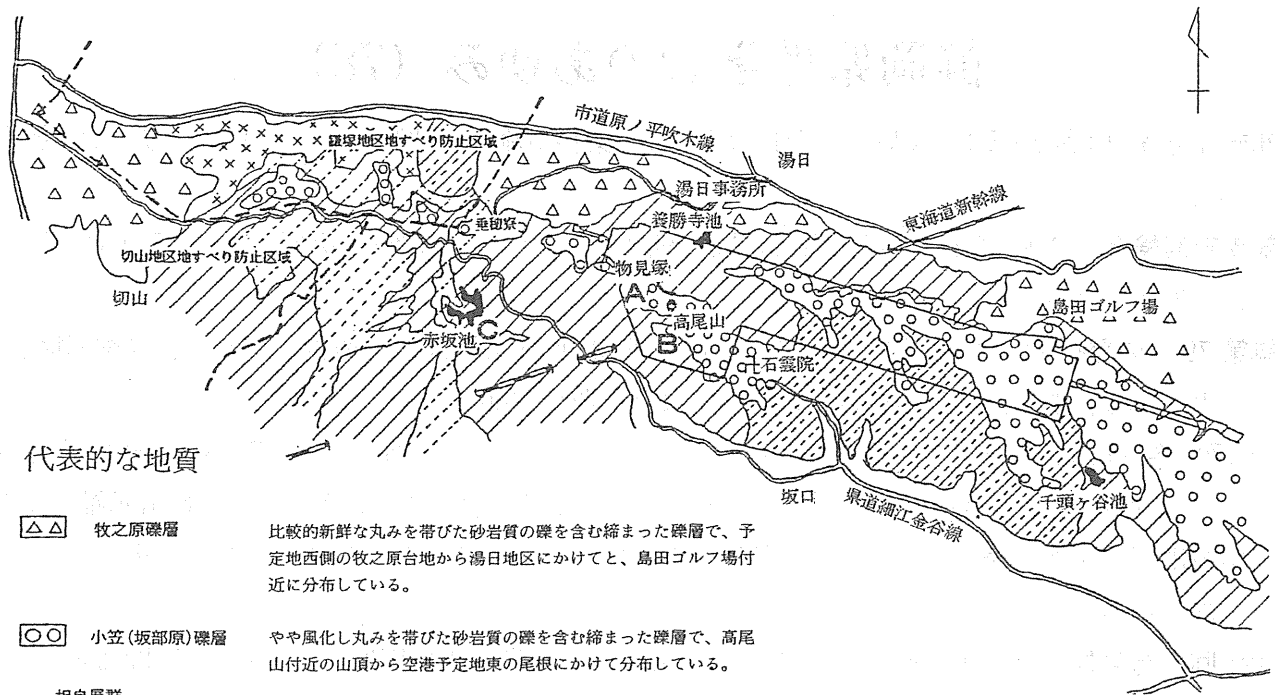 市道原ノ平吹木線
湯日
鎌塚地区地すべり防止区域
湯日事務所
養勝寺池
東海道新幹線
切山地区地すべり防止区域
切山
物見塚
A
高尾山
B
島田ゴルフ場
赤坂池
C
石雲院
坂口
県道細江金谷線
千頭ヶ谷池
代表的な地質
牧之原礫層
比較的新鮮な丸みを帯びた砂岩質の礫を含む締まった礫層で、予
定地西側の牧之原台地から湯日地区にかけてと、島田ゴルフ場付
近に分布している。
小笠(坂部原)礫層
やや風化し丸みを帯びた砂岩質の礫を含む締まった礫層で、高尾
山付近の山頂から空港予定地東の尾根にかけて分布している。